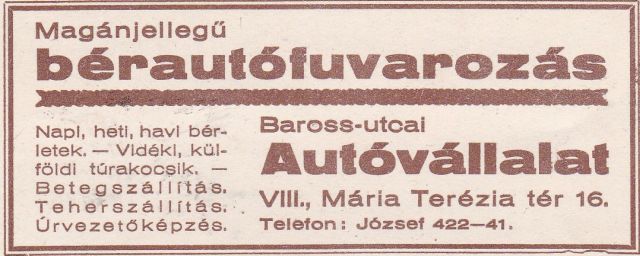 Magánjellegű
bérautófuvarozás
Napi, heti, havi bér-
letek. — Vidéki, kül-
földi túrakocsik. —
Betegszállítás.
Teherszállítás.
Úrvezetőképzés.
Baross-utcai
Autóvállalat
VIII., Mária Terézia tér 16.
Telefon: József 422—41.